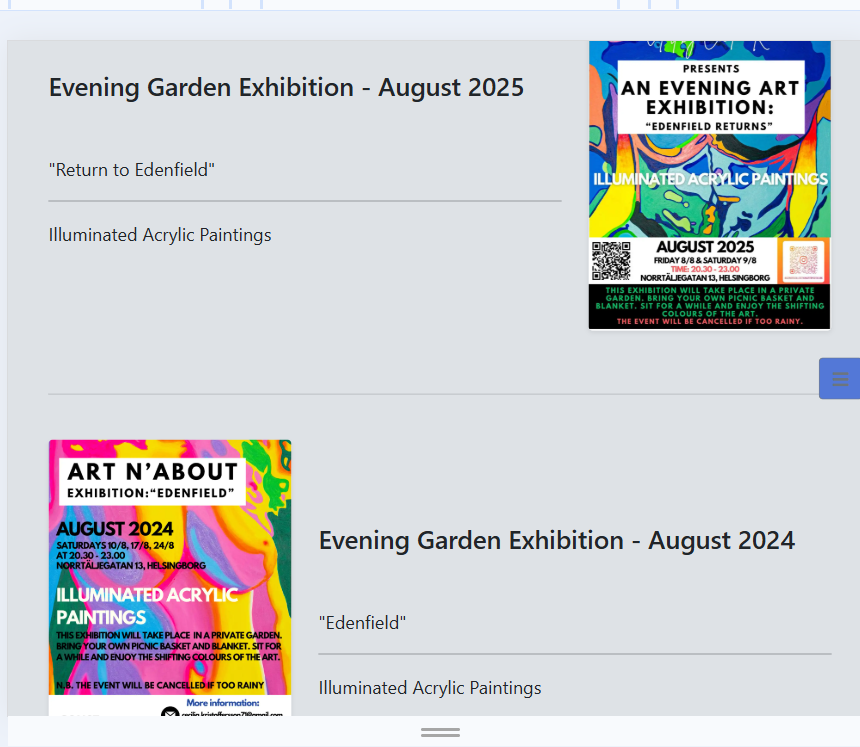 Evening Garden Exhibition - August 2025
"Return to Edenfield"
Illuminated Acrylic Paintings
PRESENTS
AN EVENING ART
EXHIBITION:
“EDENFIELD RETURNS”
ILLUMINATED ACRYLIC PAINTINGS
AUGUST 2025
FRIDAY 8/8 & SATURDAY 9/8
TIME: 20.30 - 23.00
NORRTÄLJEGATAN 13, HELSINGBORG
THIS EXHIBITION WILL TAKE PLACE IN A PRIVATE
GARDEN. BRING YOUR OWN PICNIC BASKET AND
BLANKET. SIT FOR A WHILE AND ENJOY THE SHIFTING
COLOURS OF THE ART.
THE EVENT WILL BE CANCELLED IF TOO RAINY.
ART N’ABOUT
EXHIBITION:“EDENFIELD”
AUGUST 2024
SATURDAYS 10/8, 17/8, 24/8
AT 20.30 - 23.00
NORRTÄLJEGATAN 13, HELSINGBORG
ILLUMINATED ACRYLIC
PAINTINGS
THIS EXHIBITION WILL TAKE PLACE IN A PRIVATE GARDEN.
BRING YOUR OWN PICNIC BASKET AND BLANKET. SIT FOR
A WHILE AND ENJOY THE SHIFTING COLOURS OF THE ART.
N.B. THE EVENT WILL BE CANCELLED IF TOO RAINY
More information:
Evening Garden Exhibition - August 2024
"Edenfield"
Illuminated Acrylic Paintings